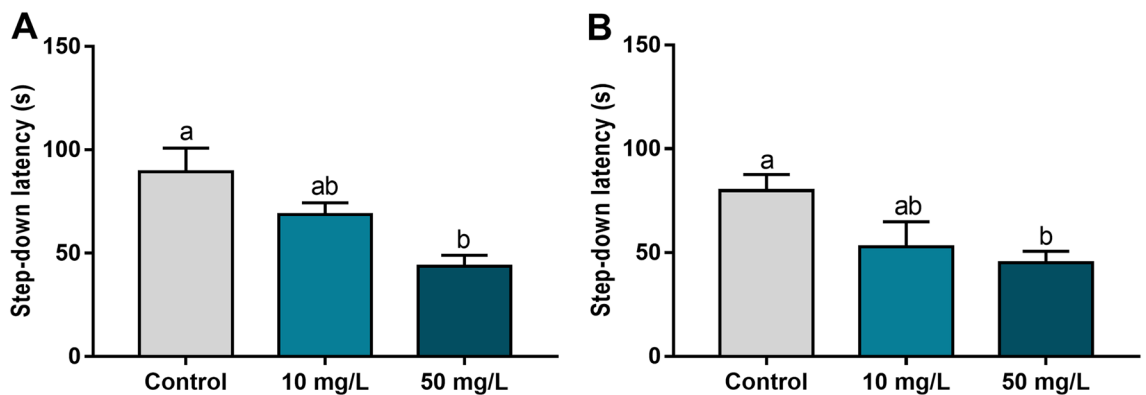 A
Step-down latency (s)
150
100
50
0
a
ab
b
Control 10 mg/L 50 mg/L
B
Step-down latency (s)
150
100
50
0
a
ab
b
Control 10 mg/L 50 mg/L